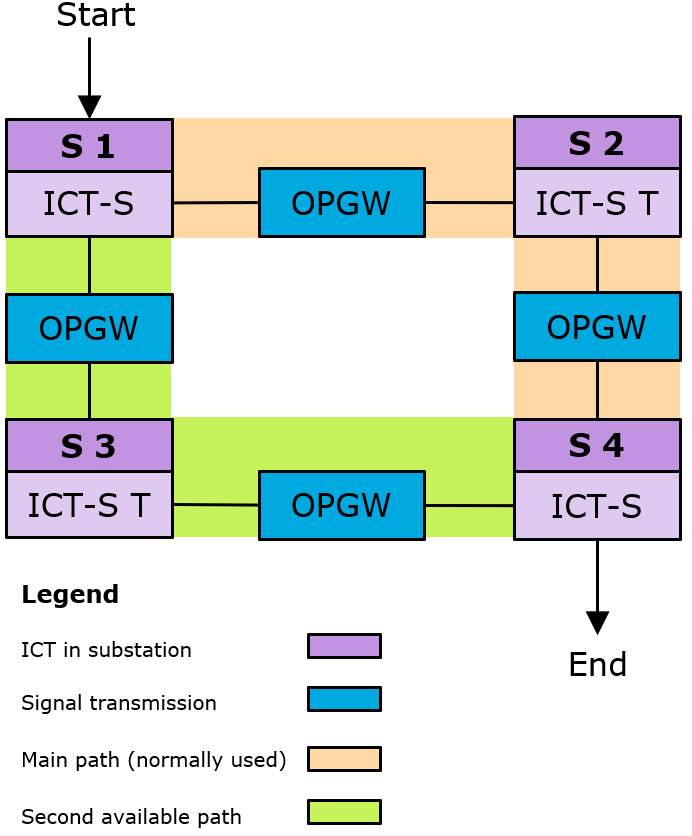 Start
S 1
S 2
ICT-S
OPGW
ICT-S T
OPGW
OPGW
S 3
S 4
ICT-S T
OPGW
ICT-S
Legend
ICT in substation
Signal transmission
End
Main path (normally used)
Second available path